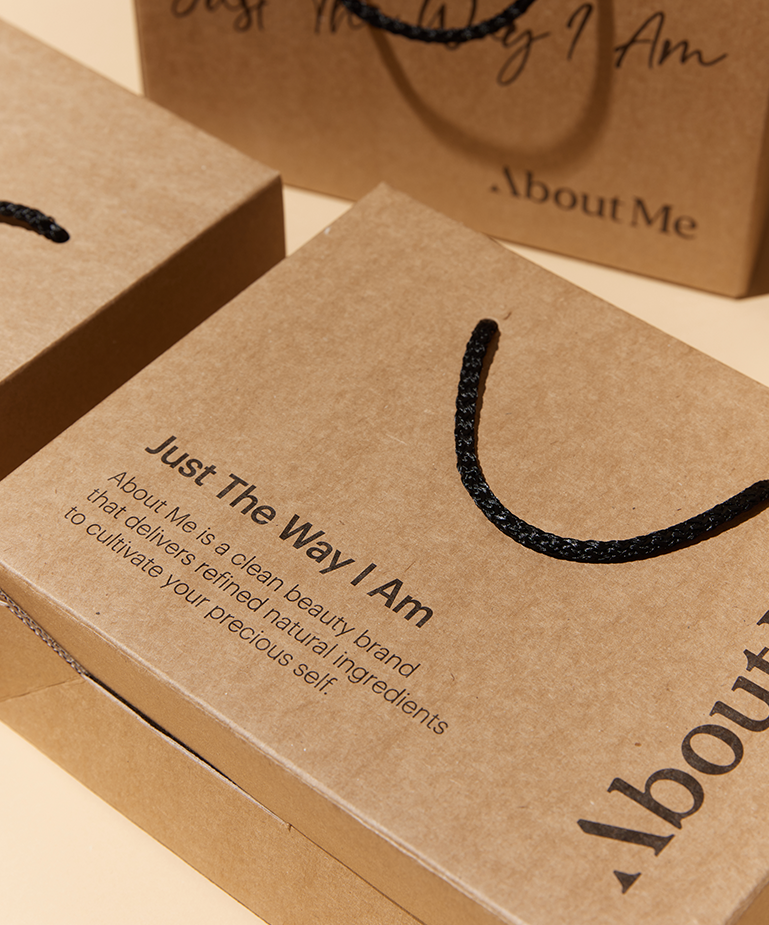 Just The Way I Am
About Me
Just The Way I Am
About Me is a clean beauty brand
that delivers refined natural ingredients
to cultivate your precious self.
About